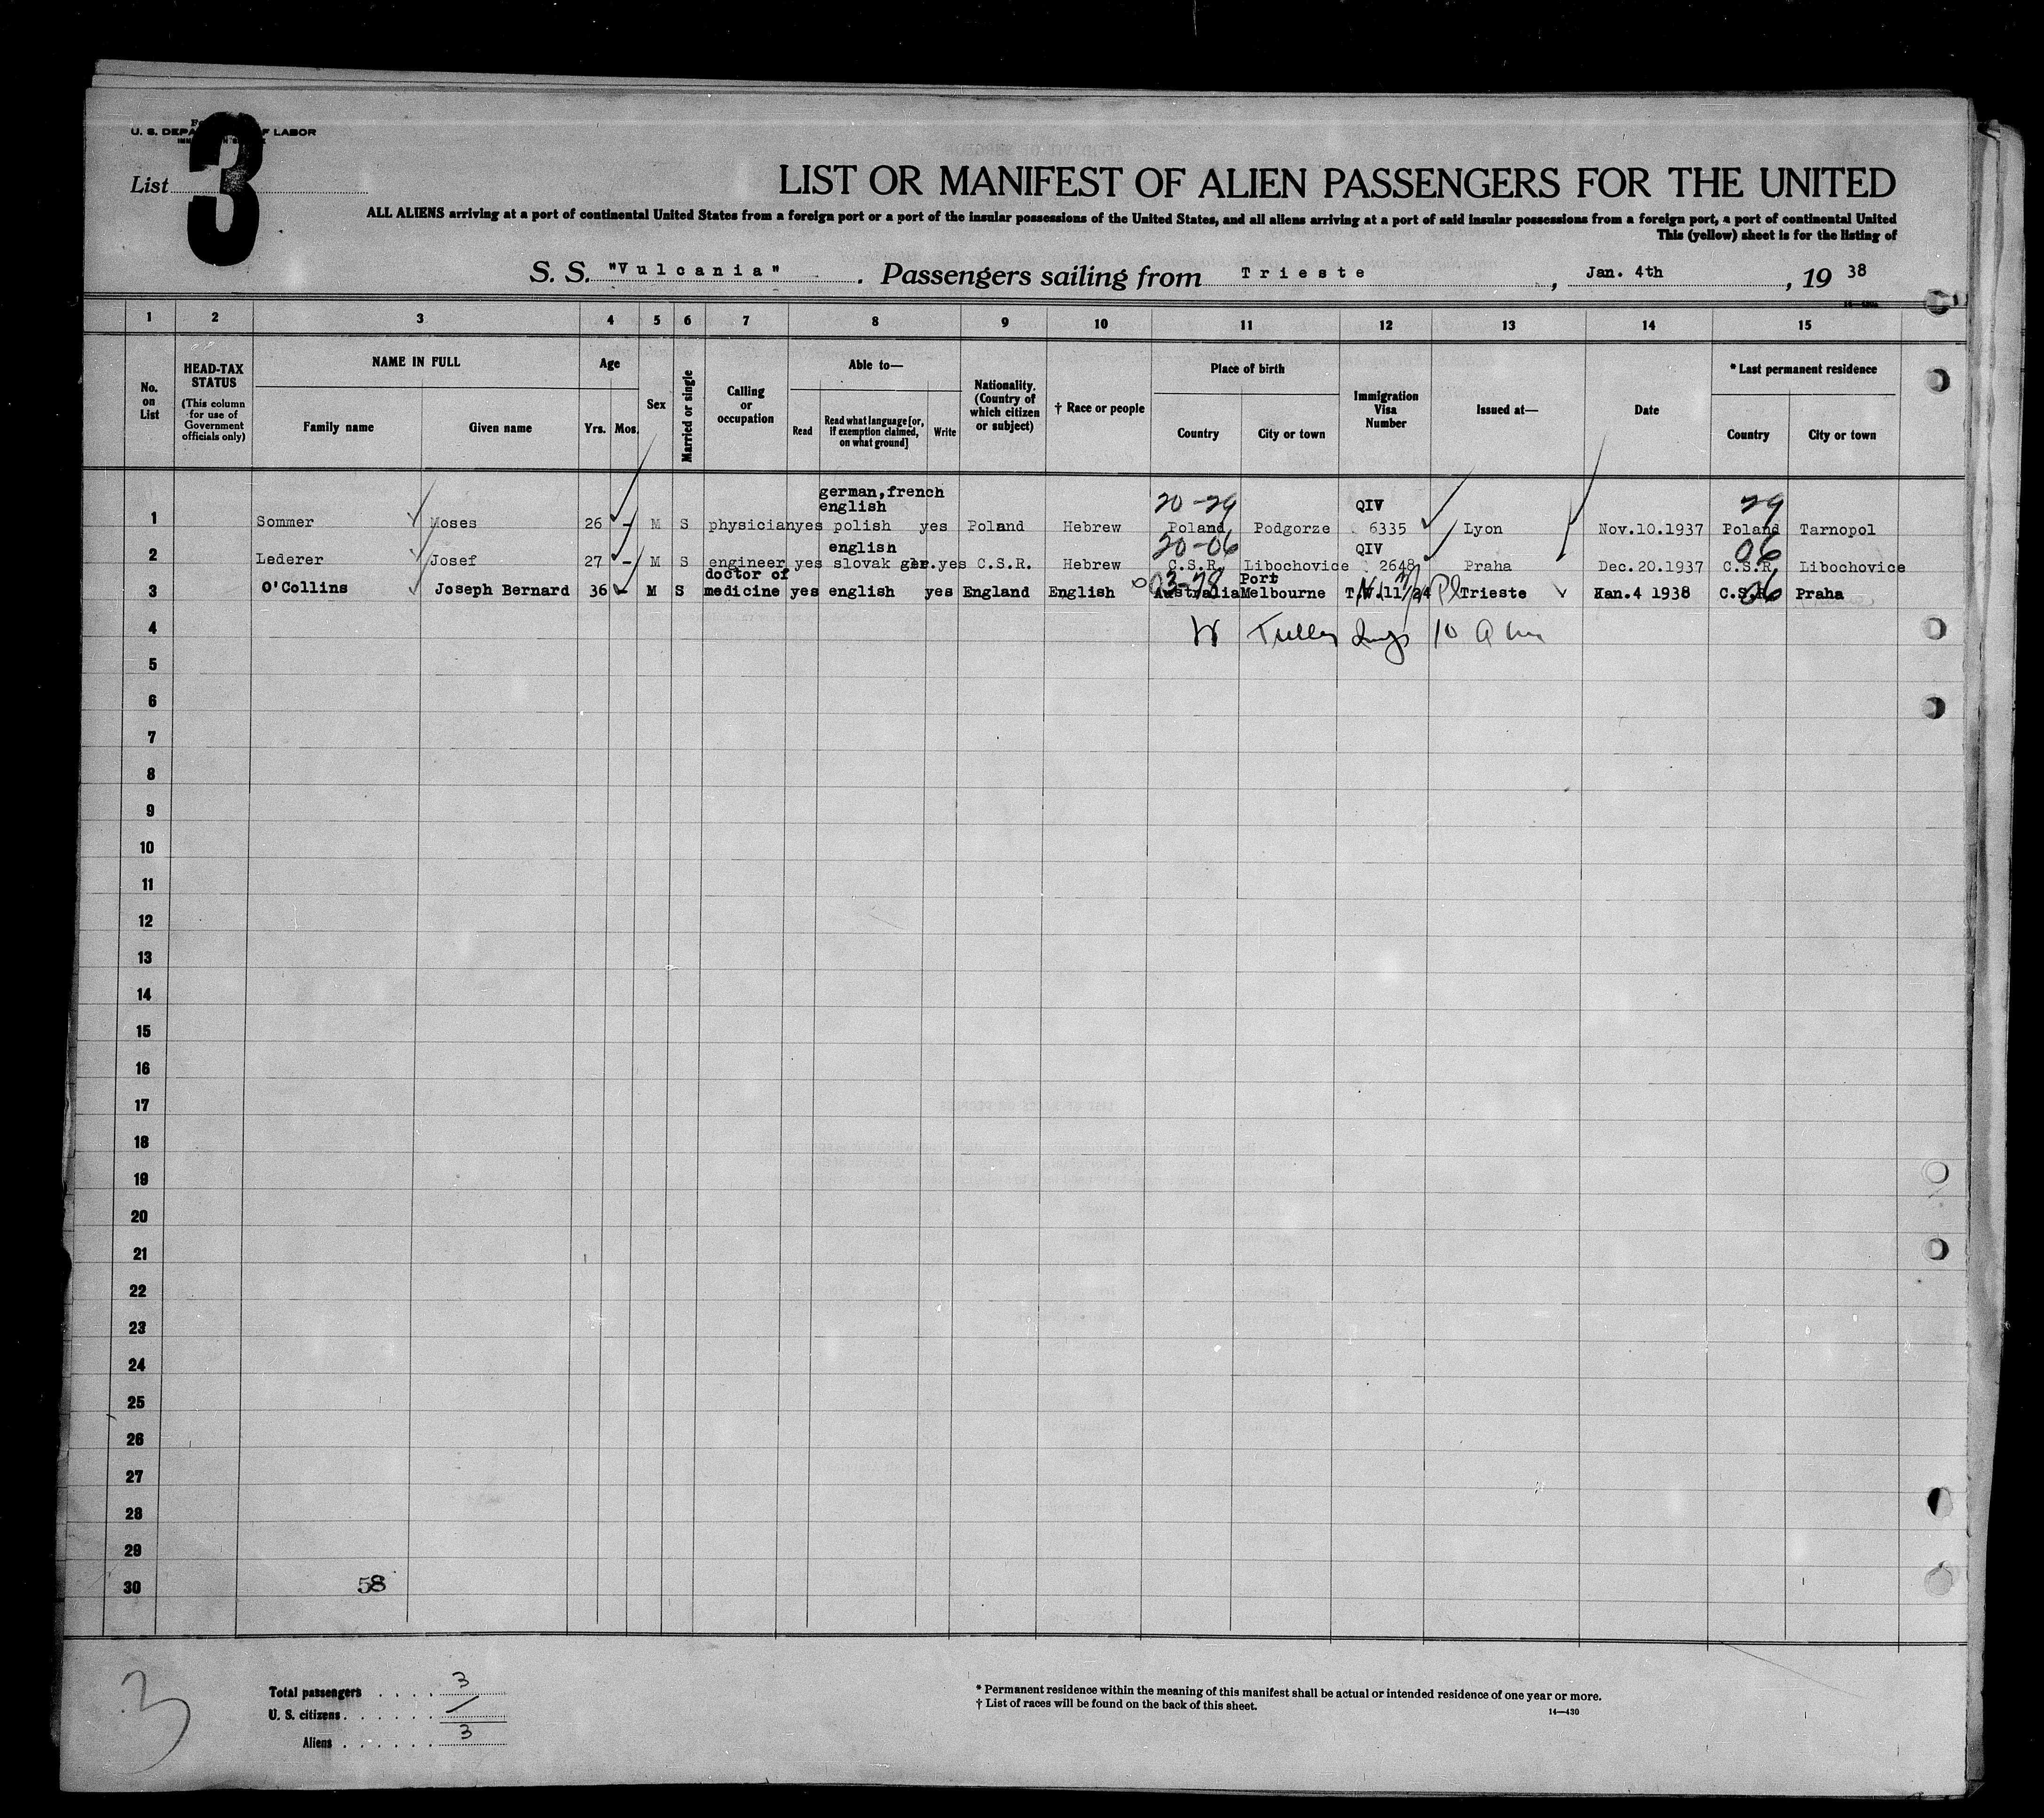 U. S. DEPA F LABOR
List 3
LIST OR MANIFEST OF ALIEN PASSENGERS FOR THE UNITED
ALL ALIENS arriving at a port of continental United States from a foreign port or a port of the insular possessions of the United States, and all aliens arriving at a port of said insular possessions from a foreign port, a port of continental United
This (yellow) sheet is for the listing of
S. S. "Vulcania" . Passengers sailing from Trieste , Jan. 4th , 19 38
1 2 3 4 5 6 7 8 9 10 11 12 13 14 15
No. on List
HEAD-TAX STATUS (This column for use of Government officials only)
NAME IN FULL
Family name Given name
Age
Yrs. Mos.
Sex
Married or single
Calling or occupation
Able to—
Read Read what language [or, if exemption claimed, on what ground] Write
Nationality. (Country of which citizen or subject)
† Race or people
Place of birth
Country City or town
Immigration Visa Number
Issued at—
Date
* Last permanent residence
Country City or town
german, french
english 20-29 QIV 29
1 Sommer Moses 26 - M S physician yes polish yes Poland Hebrew Poland Podgorze 6335 Lyon Nov.10.1937 Poland Tarnopol
english 20-06 QIV 06
2 Lederer Josef 27 - M S engineer yes slovak ger. yes C.S.R. Hebrew C.S.R. Libochovice 2648 Praha Dec.20.1937 C.S.R. Libochovice
doctor of 03-78 Port 06
3 O'Collins Joseph Bernard 36 - M S medicine yes english yes England English Australia Melbourne Trieste Kan.4 1938 C.S.R. Praha
4
5
6
7
8
9
10
11
12
13
14
15
16
17
18
19
20
21
22
23
24
25
26
27
28
29
30 58
3
Total passengers . . . . 3
U. S. citizens . . . . . . /
Aliens . . . . . . 3
* Permanent residence within the meaning of this manifest shall be actual or intended residence of one year or more.
† List of races will be found on the back of this sheet.
14—430